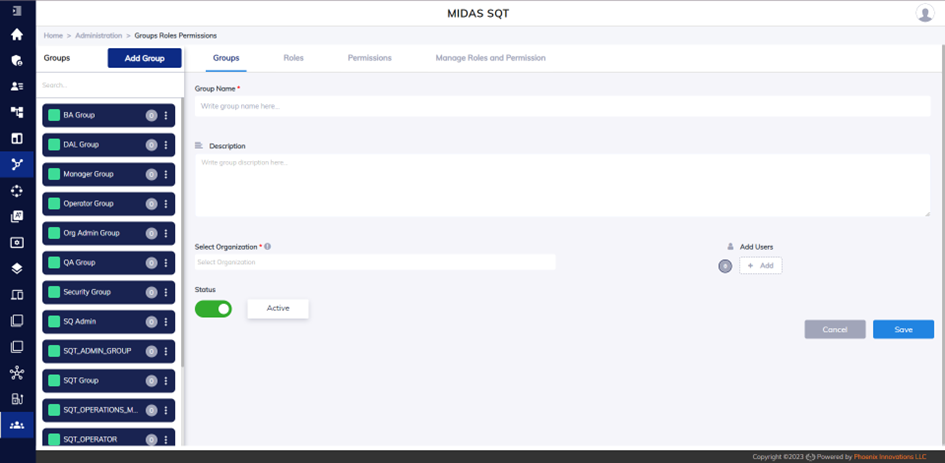 MIDAS SQT
Home > Administration > Groups Roles Permissions
Groups
Add Group
Groups
Roles
Permissions
Manage Roles and Permission
Search...
BA Group 0
DAL Group 0
Manager Group 0
Operator Group 0
Org Admin Group 0
QA Group 0
Security Group 0
SQ Admin 0
SQT_ADMIN_GROUP 0
SQT Group 0
SQT_OPERATIONS_M... 0
SQT_OPERATOR 0
Group Name *
Write group name here...
Description
Write group discription here...
Select Organization *
Select Organization
Add Users
0
+ Add
Status
Active
Cancel
Save
Copyright ©2023 Powered by Phoenix Innovations LLC